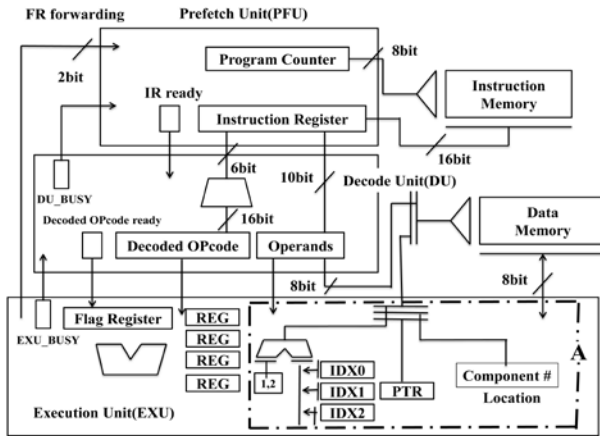 FR forwarding
Prefetch Unit(PFU)
8bit
2bit
Program Counter
IR ready
Instruction Register
Instruction
Memory
16bit
6bit
10bit
Decode Unit(DU)
DU_BUSY
16bit
Decoded OPcode ready
Decoded OPcode
Operands
Data
Memory
8bit
8bit
Flag Register
REG
REG
REG
REG
EXU_BUSY
1,2
IDX0
IDX1
IDX2
PTR
Component #
Location
A
Execution Unit(EXU)